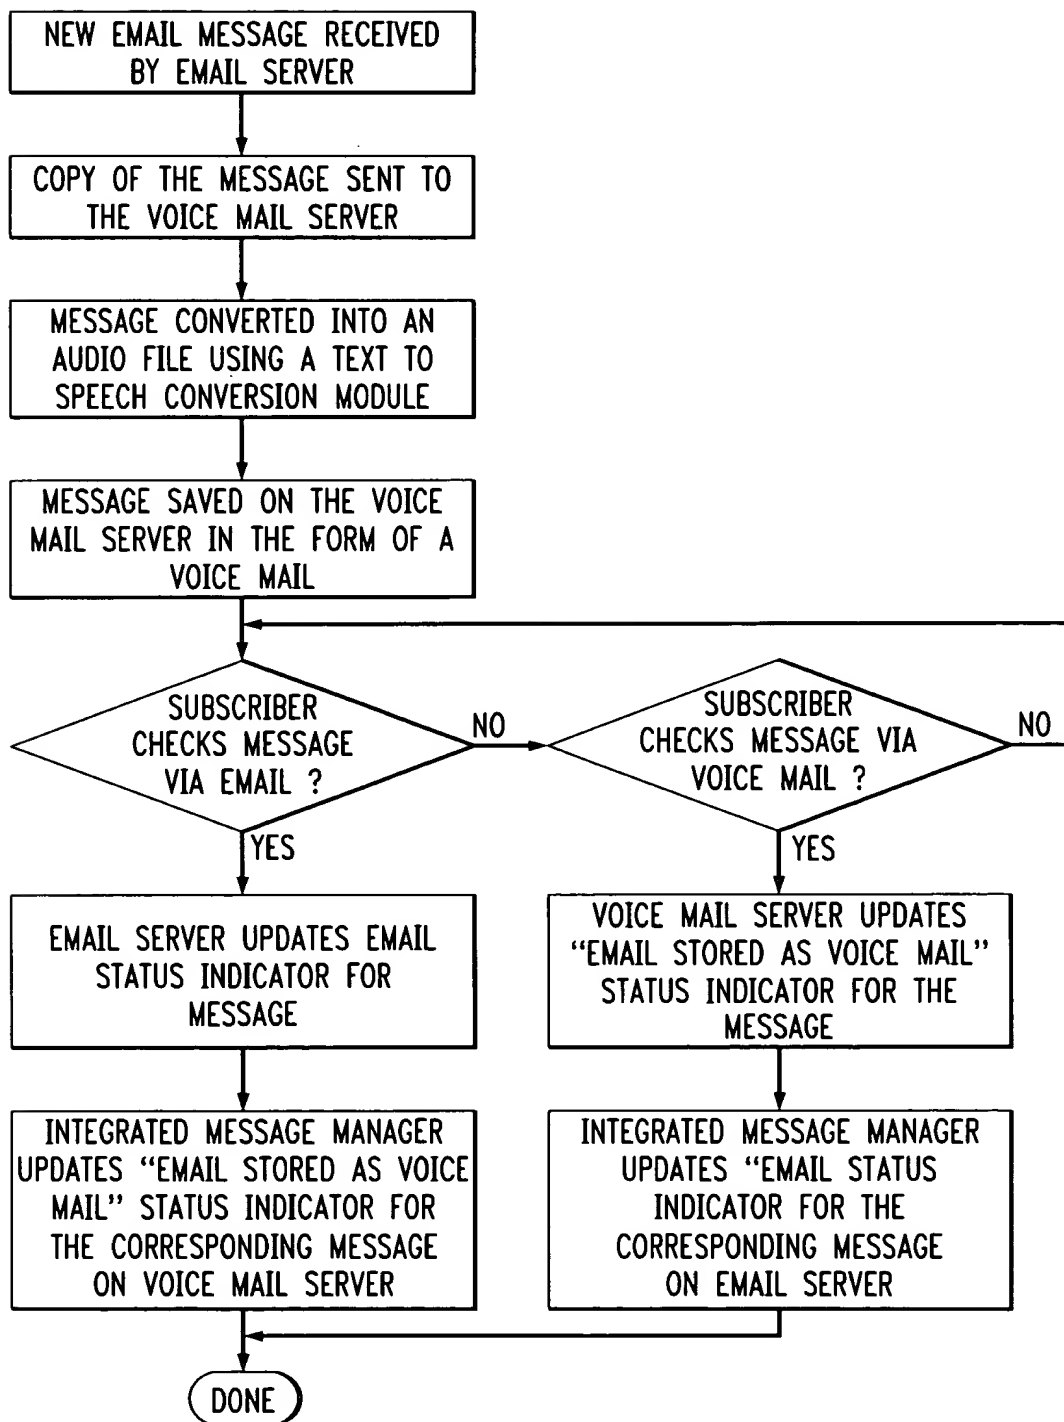 NEW EMAIL MESSAGE RECEIVED
BY EMAIL SERVER
COPY OF THE MESSAGE SENT TO
THE VOICE MAIL SERVER
MESSAGE CONVERTED INTO AN
AUDIO FILE USING A TEXT TO
SPEECH CONVERSION MODULE
MESSAGE SAVED ON THE VOICE
MAIL SERVER IN THE FORM OF A
VOICE MAIL
SUBSCRIBER
CHECKS MESSAGE
VIA EMAIL ?
NO
SUBSCRIBER
CHECKS MESSAGE VIA
VOICE MAIL ?
NO
YES
YES
EMAIL SERVER UPDATES EMAIL
STATUS INDICATOR FOR
MESSAGE
VOICE MAIL SERVER UPDATES
“EMAIL STORED AS VOICE MAIL”
STATUS INDICATOR FOR THE
MESSAGE
INTEGRATED MESSAGE MANAGER
UPDATES “EMAIL STORED AS VOICE
MAIL” STATUS INDICATOR FOR
THE CORRESPONDING MESSAGE
ON VOICE MAIL SERVER
INTEGRATED MESSAGE MANAGER
UPDATES “EMAIL STATUS
INDICATOR FOR THE
CORRESPONDING MESSAGE
ON EMAIL SERVER
DONE